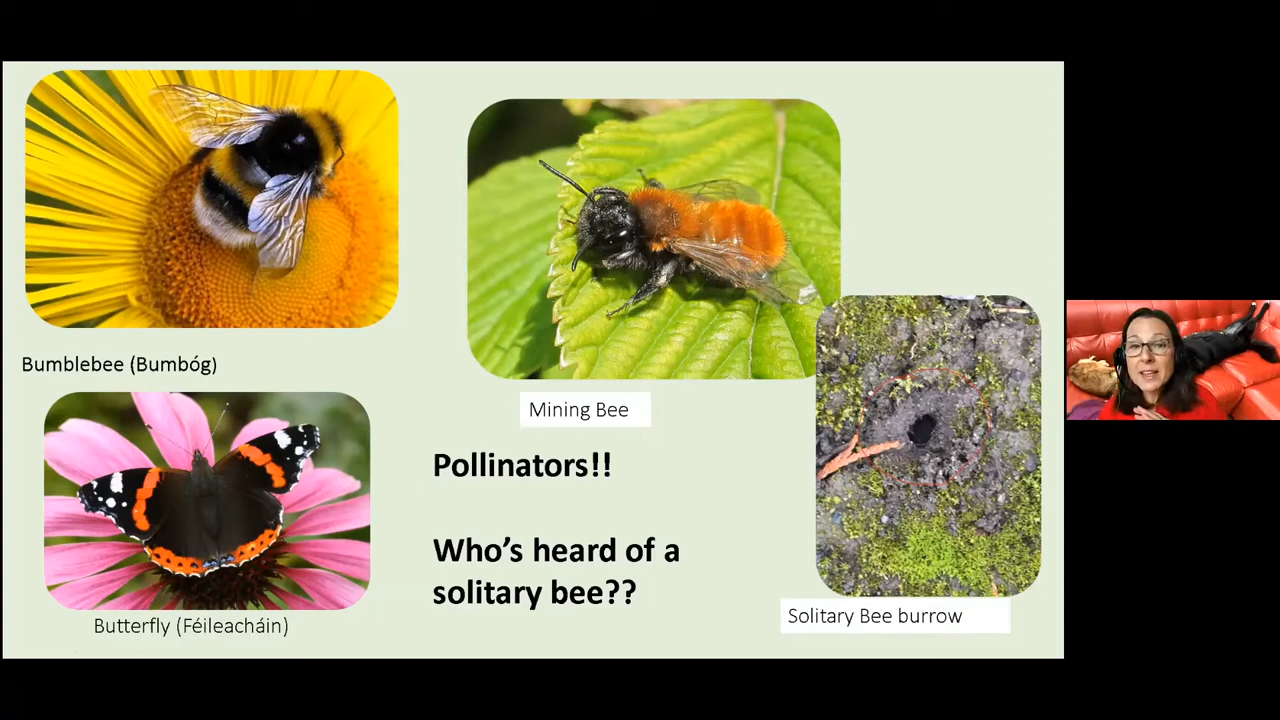 Bumblebee (Bumbóg)
Mining Bee
Pollinators!!
Who's heard of a
solitary bee??
Solitary Bee burrow
Butterfly (Féileacháin)